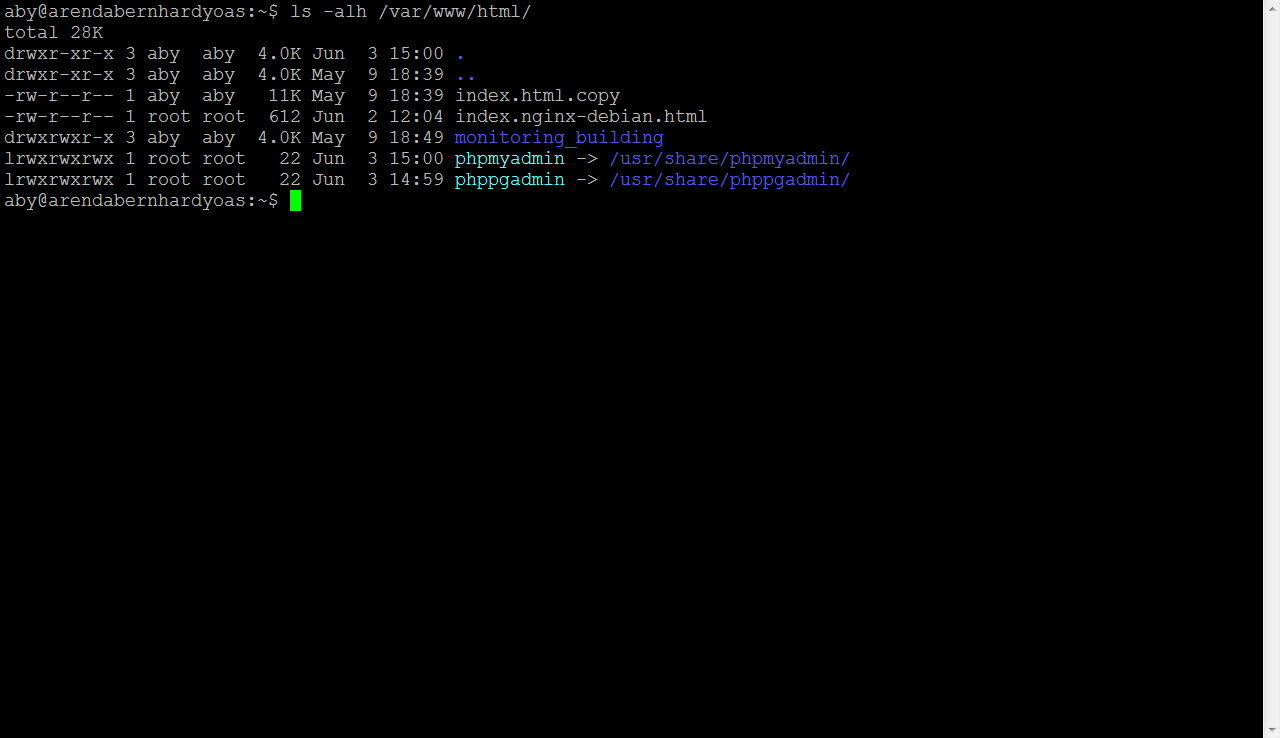 aby@arendabernhardyoas:~$ ls -alh /var/www/html/
total 28K
drwxr-xr-x 3 aby  aby  4.0K Jun  3 15:00 .
drwxr-xr-x 3 aby  aby  4.0K May  9 18:39 ..
-rw-r--r-- 1 aby  aby   11K May  9 18:39 index.html.copy
-rw-r--r-- 1 root root  612 Jun  2 12:04 index.nginx-debian.html
drwxrwxr-x 3 aby  aby  4.0K May  9 18:49 monitoring_building
lrwxrwxrwx 1 root root   22 Jun  3 15:00 phpmyadmin -> /usr/share/phpmyadmin/
lrwxrwxrwx 1 root root   22 Jun  3 14:59 phppgadmin -> /usr/share/phppgadmin/
aby@arendabernhardyoas:~$